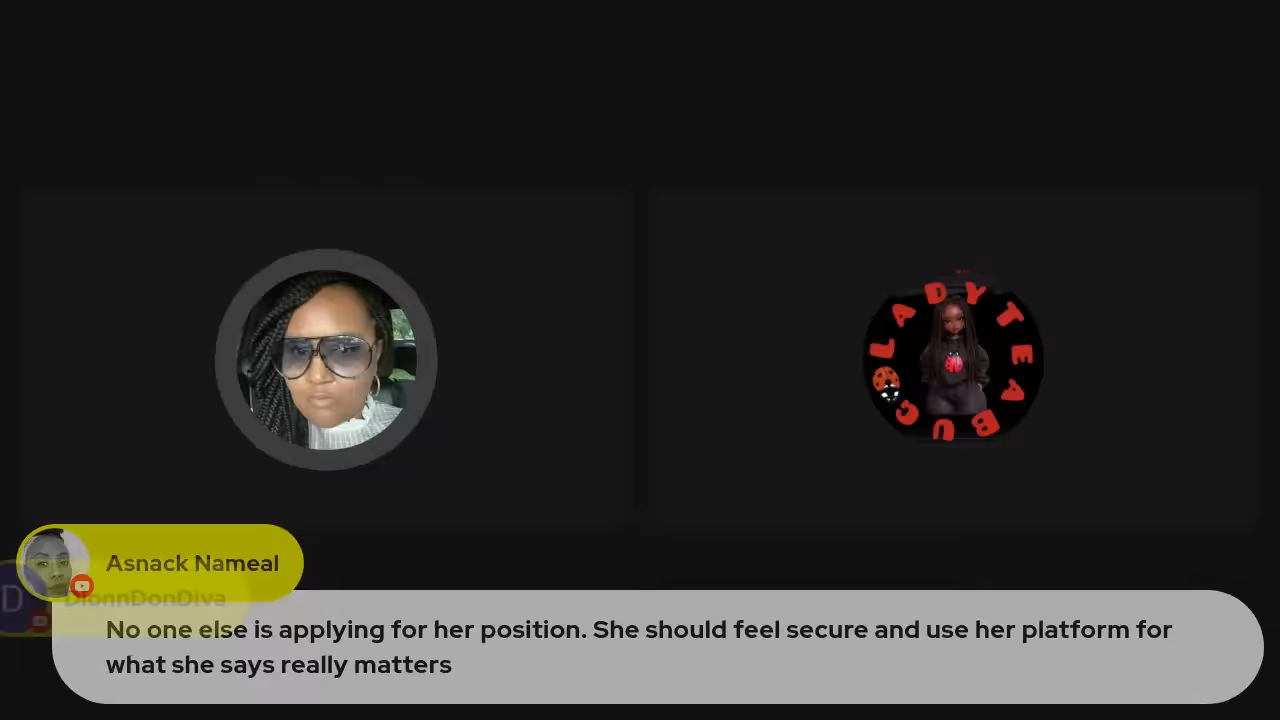 LADYTEABUG
Asnack Nameal
D
DionnDonDiva
No one else is applying for her position. She should feel secure and use her platform for
what she says really matters